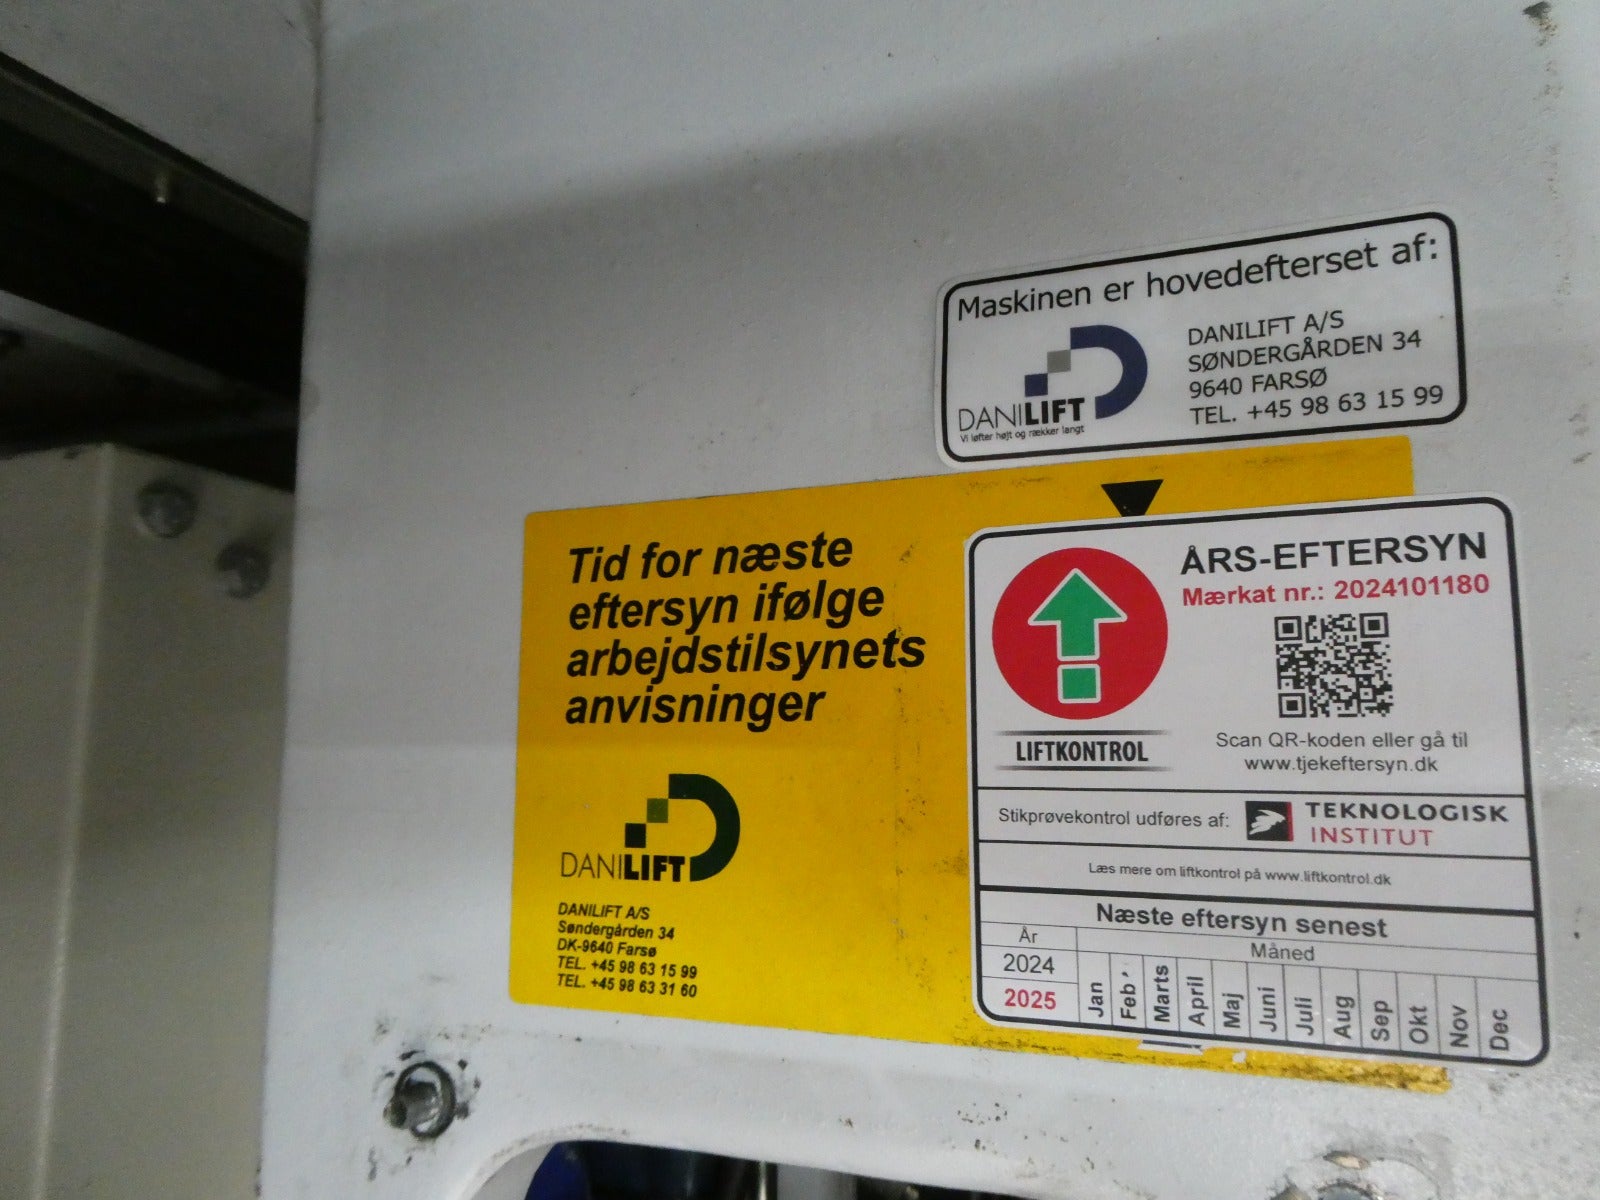 Maskinen er hovedefterset af:
DANILIFT
Vi løfter højt og rækker langt
DANILIFT A/S
SØNDERGÅRDEN 34
9640 FARSØ
TEL. +45 98 63 15 99
Tid for næste
eftersyn ifølge
arbejdstilsynets
anvisninger
DANILIFT
DANILIFT A/S
Søndergården 34
DK-9640 Farsø
TEL. +45 98 63 15 99
TEL. +45 98 63 31 60
ÅRS-EFTERSYN
Mærkat nr.: 2024101180
LIFTKONTROL
Scan QR-koden eller gå til
www.tjekeftersyn.dk
Stikprøvekontrol udføres af:
TEKNOLOGISK
INSTITUT
Læs mere om liftkontrol på www.liftkontrol.dk
Næste eftersyn senest
År
Måned
2024
2025
Jan
Feb
Marts
April
Maj
Juni
Juli
Aug
Sep
Okt
Nov
Dec